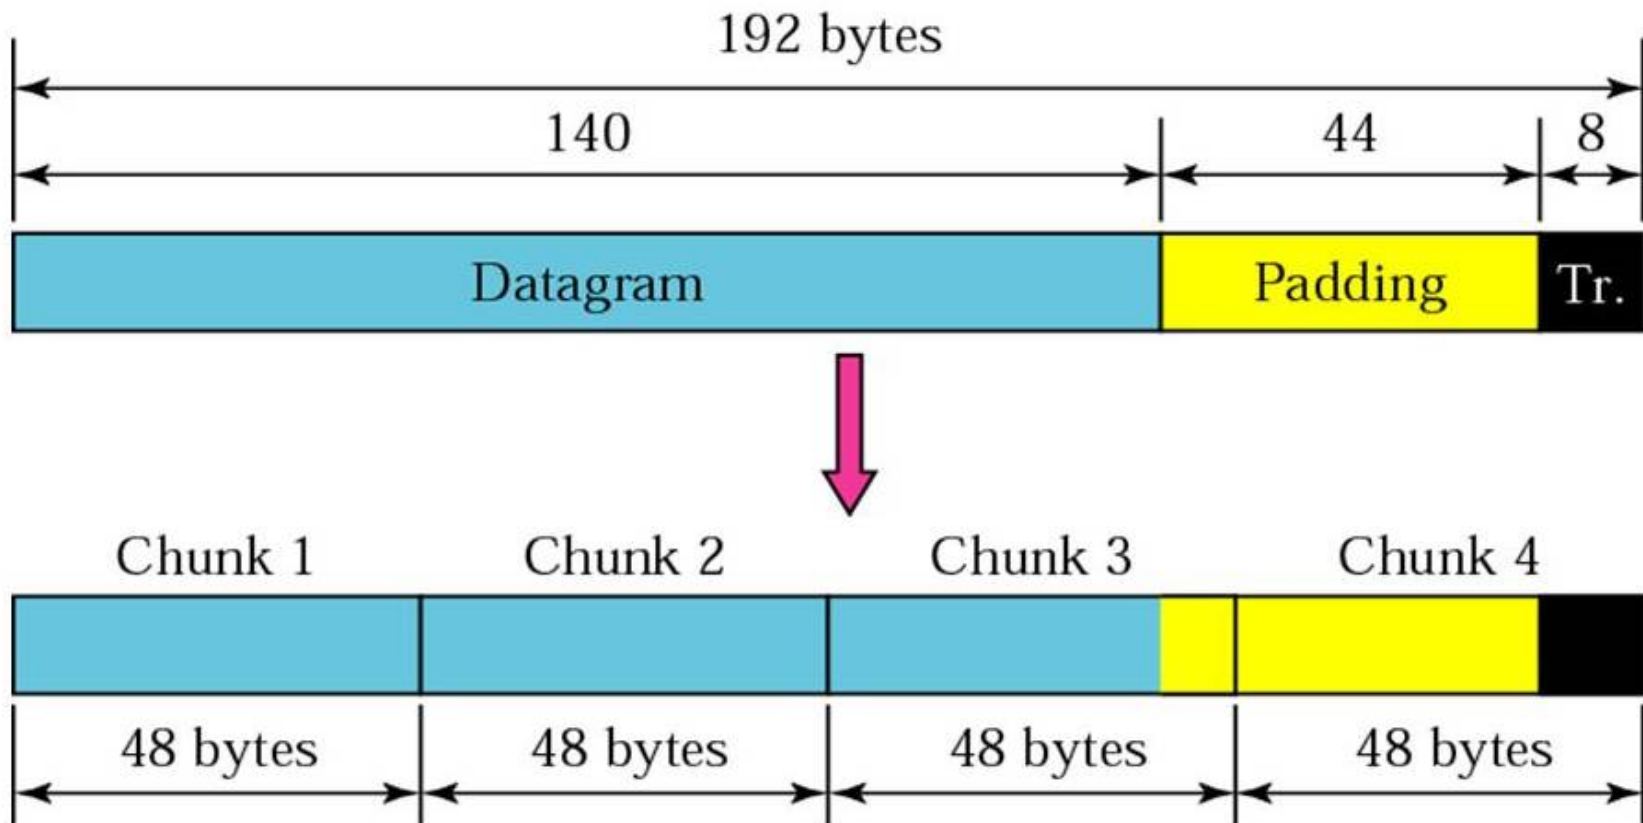 192 bytes
140 44 8
Datagram Padding Tr.
Chunk 1 Chunk 2 Chunk 3 Chunk 4
48 bytes 48 bytes 48 bytes 48 bytes